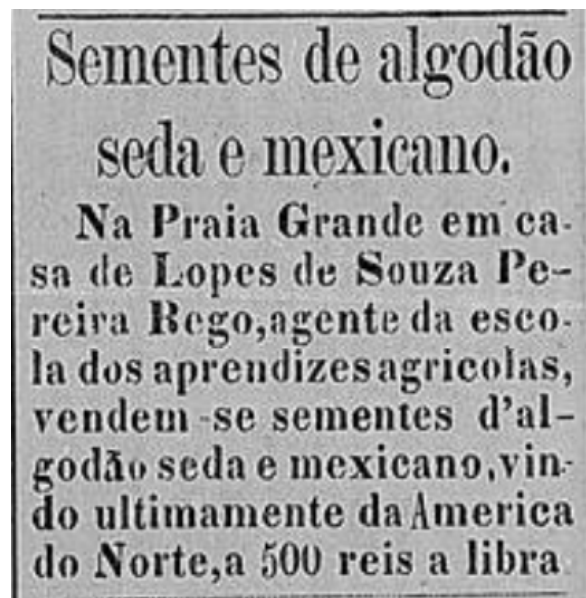 Sementes de algodão
seda e mexicano.
Na Praia Grande em ca-
sa de Lopes de Souza Pe-
reira Rego,agente da esco-
la dos aprendizes agricolas,
vendem-se sementes d'al-
godão seda e mexicano,vin-
do ultimamente da America
do Norte,a 500 reis a libra